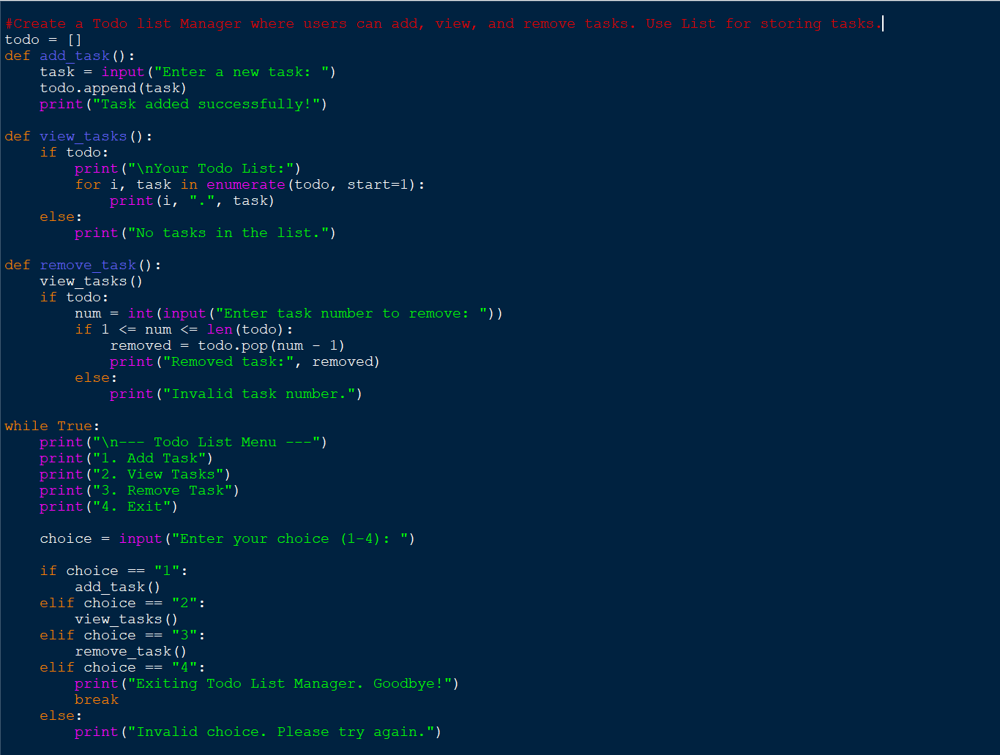 #Create a Todo list Manager where users can add, view, and remove tasks. Use List for storing tasks.
todo = []
def add_task():
    task = input("Enter a new task: ")
    todo.append(task)
    print("Task added successfully!")

def view_tasks():
    if todo:
        print("\nYour Todo List:")
        for i, task in enumerate(todo, start=1):
            print(i, ".", task)
    else:
        print("No tasks in the list.")

def remove_task():
    view_tasks()
    if todo:
        num = int(input("Enter task number to remove: "))
        if 1 <= num <= len(todo):
            removed = todo.pop(num - 1)
            print("Removed task:", removed)
        else:
            print("Invalid task number.")

while True:
    print("\n--- Todo List Menu ---")
    print("1. Add Task")
    print("2. View Tasks")
    print("3. Remove Task")
    print("4. Exit")

    choice = input("Enter your choice (1-4): ")

    if choice == "1":
        add_task()
    elif choice == "2":
        view_tasks()
    elif choice == "3":
        remove_task()
    elif choice == "4":
        print("Exiting Todo List Manager. Goodbye!")
        break
    else:
        print("Invalid choice. Please try again.")